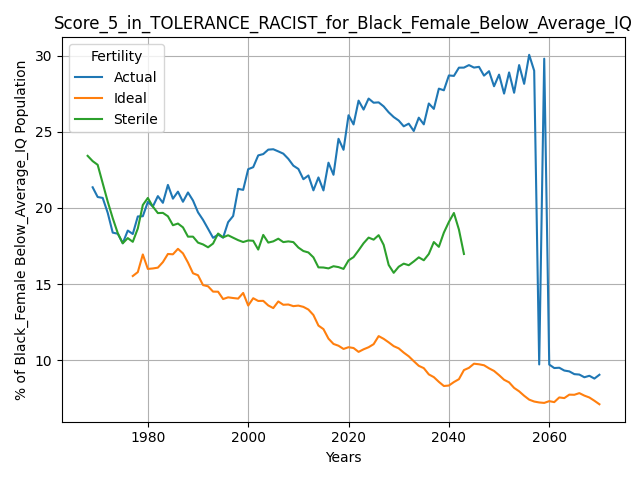 Score_5_in_TOLERANCE_RACIST_for_Black_Female_Below_Average_IQ
Fertility
Actual
Ideal
Sterile
% of Black_Female Below_Average_IQ Population
30
25
20
15
10
1980
2000
2020
2040
2060
Years